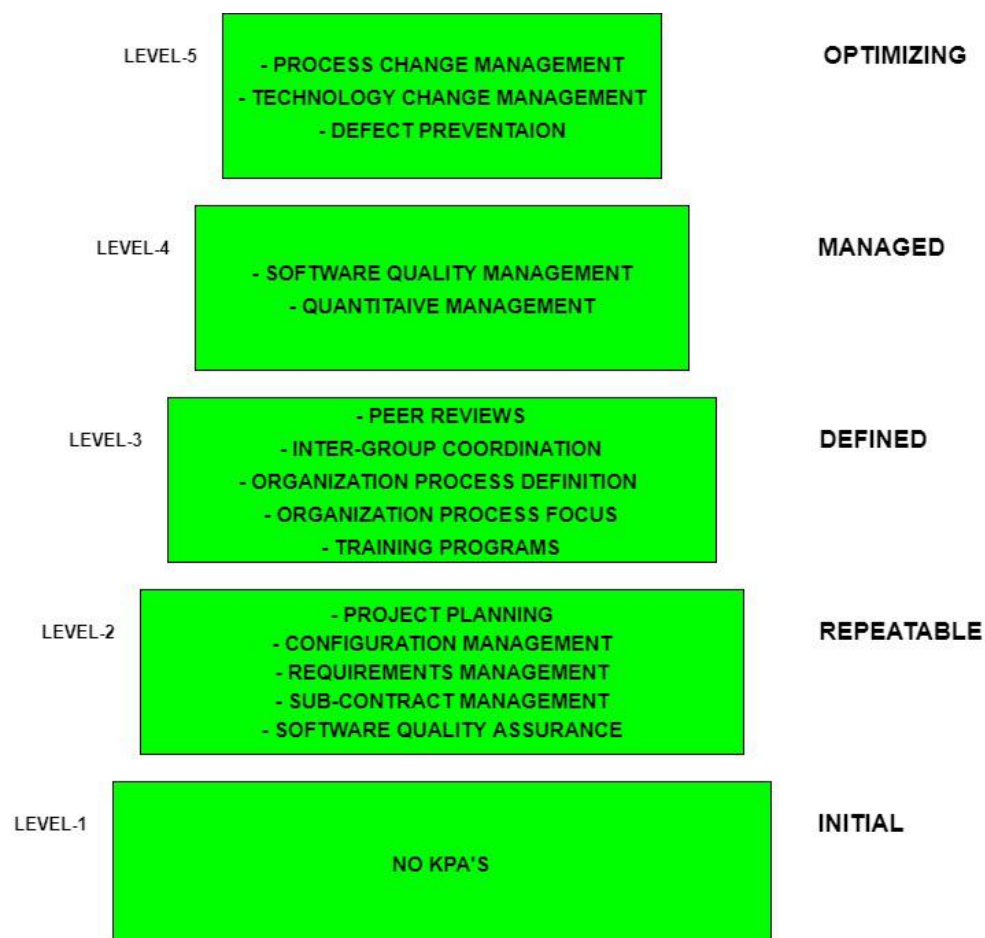 LEVEL-5
- PROCESS CHANGE MANAGEMENT
- TECHNOLOGY CHANGE MANAGEMENT
- DEFECT PREVENTAION
OPTIMIZING
LEVEL-4
- SOFTWARE QUALITY MANAGEMENT
- QUANTITAIVE MANAGEMENT
MANAGED
LEVEL-3
- PEER REVIEWS
- INTER-GROUP COORDINATION
- ORGANIZATION PROCESS DEFINITION
- ORGANIZATION PROCESS FOCUS
- TRAINING PROGRAMS
DEFINED
LEVEL-2
- PROJECT PLANNING
- CONFIGURATION MANAGEMENT
- REQUIREMENTS MANAGEMENT
- SUB-CONTRACT MANAGEMENT
- SOFTWARE QUALITY ASSURANCE
REPEATABLE
LEVEL-1
NO KPA'S
INITIAL